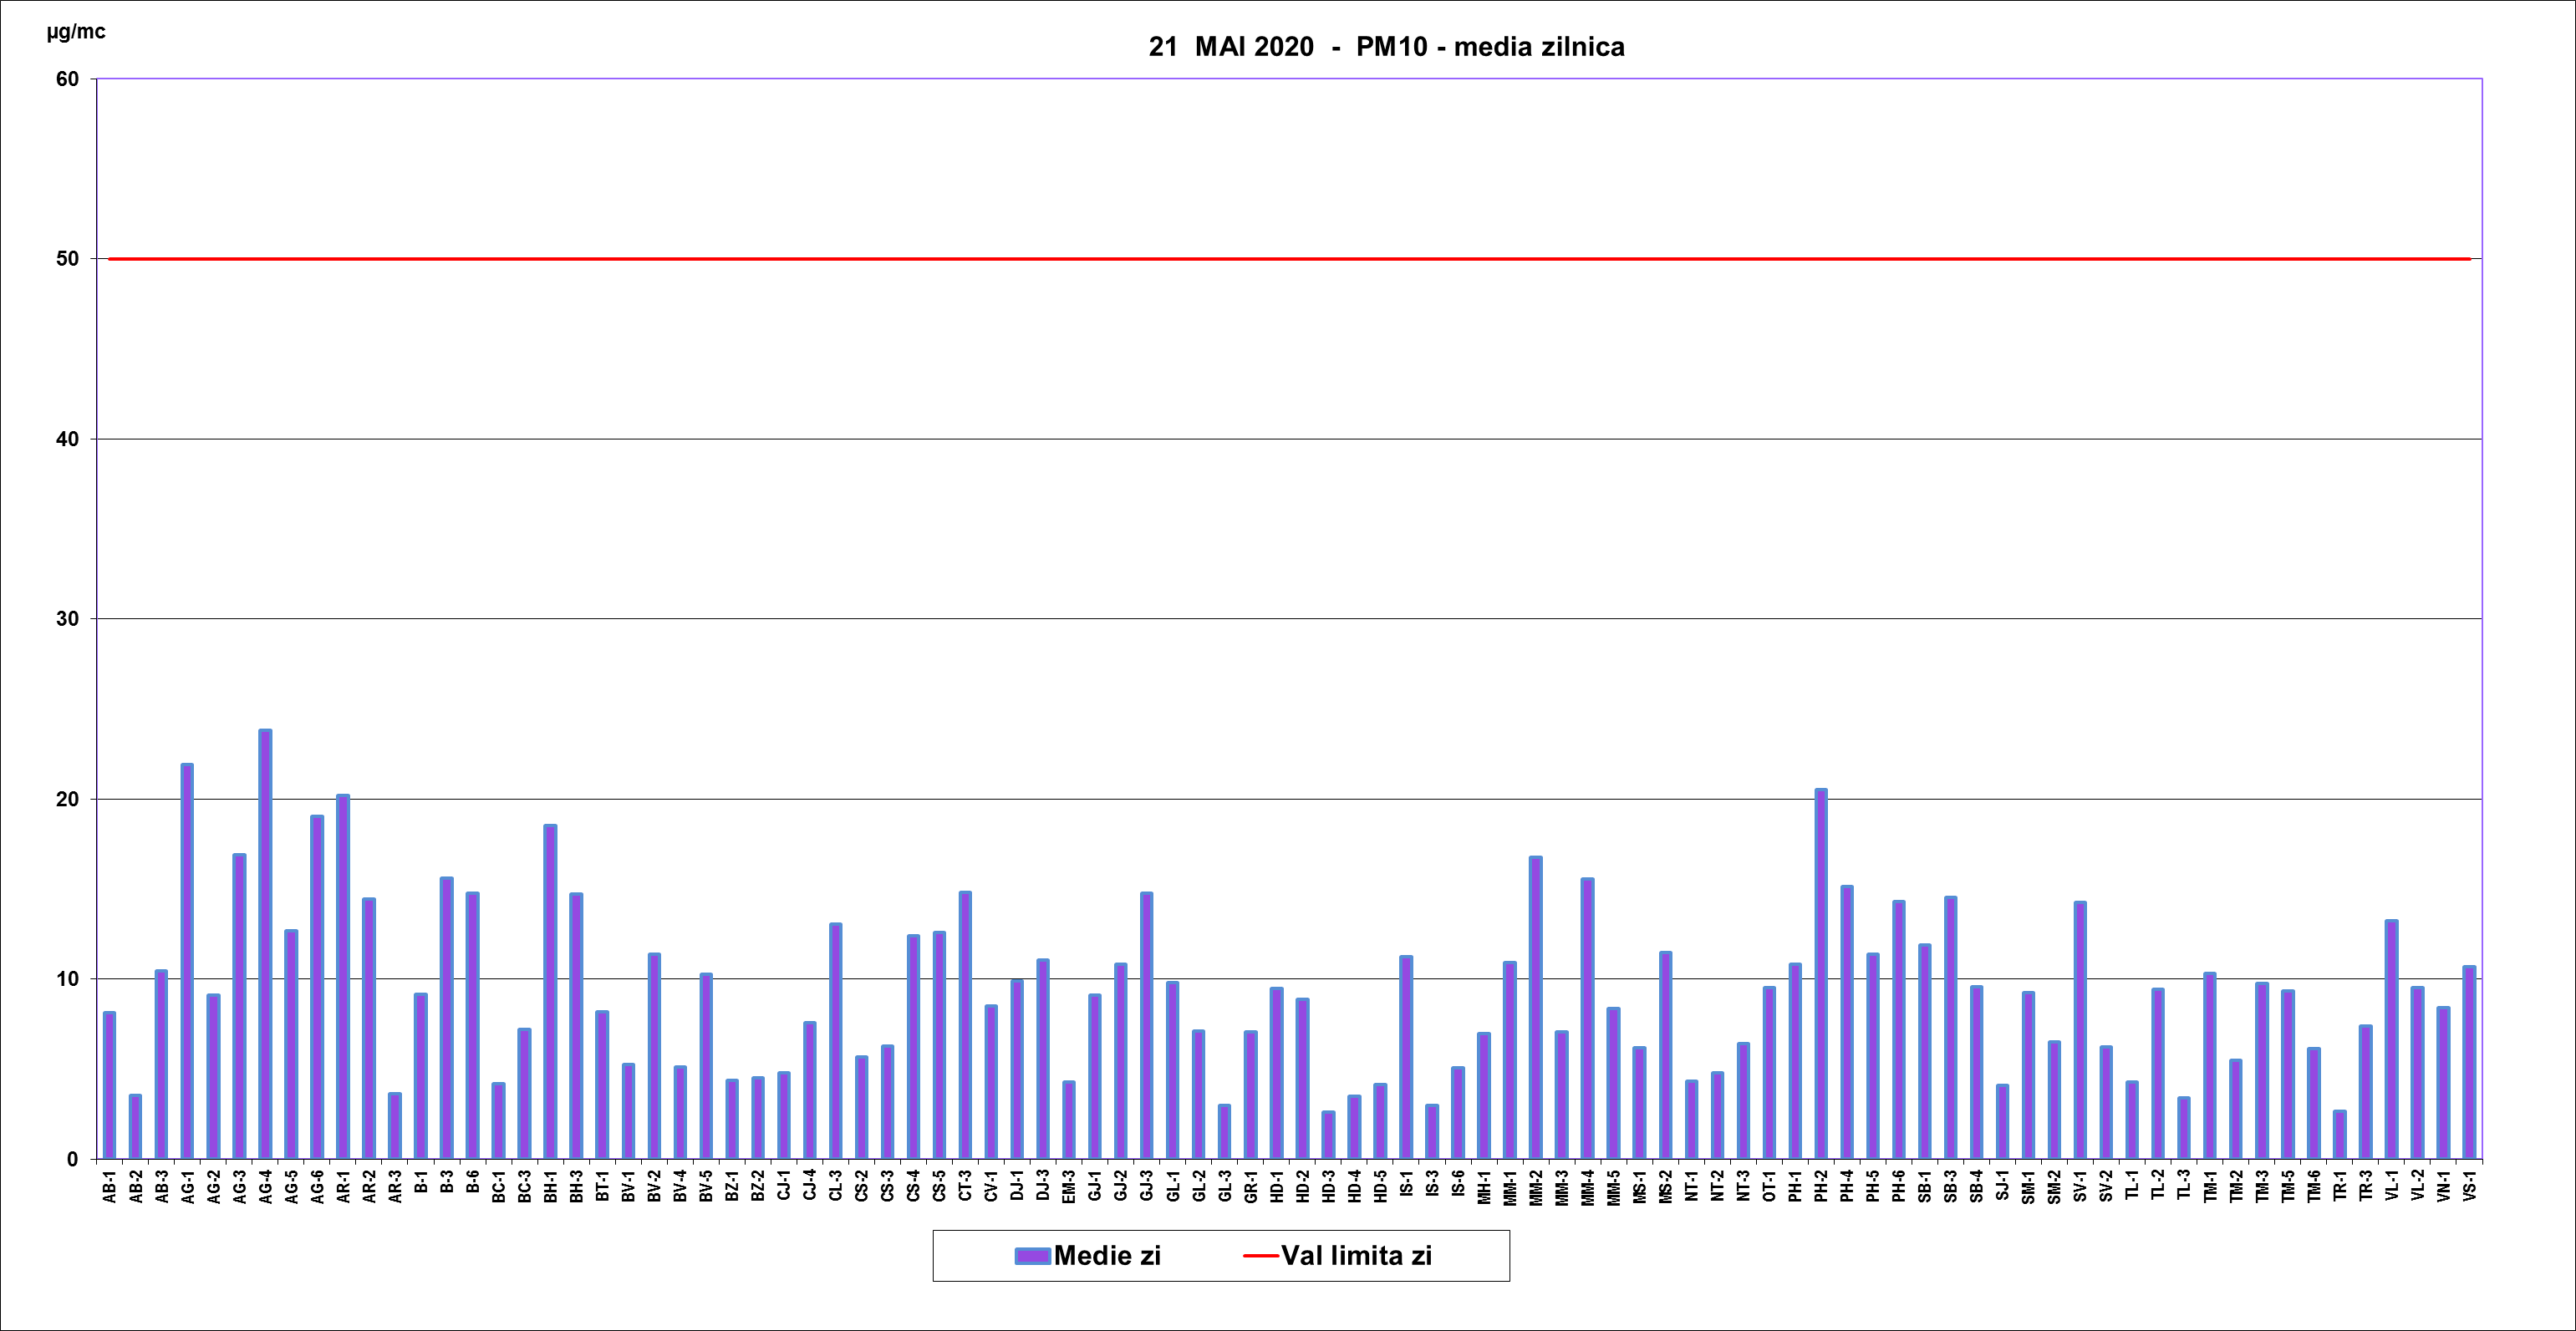 µg/mc
21 MAI 2020 - PM10 - media zilnica
60
50
40
30
20
10
0
AB-1 AB-2 AB-3 AG-1 AG-2 AG-3 AG-4 AG-5 AG-6 AR-1 AR-2 AR-3 B-1 B-3 B-6 BC-1 BC-3 BH-1 BH-3 BT-1 BV-1 BV-2 BV-4 BV-5 BZ-1 BZ-2 CJ-1 CJ-4 CL-3 CS-2 CS-3 CS-4 CS-5 CT-3 CV-1 DJ-1 DJ-3 EM-3 GJ-1 GJ-2 GJ-3 GL-1 GL-2 GL-3 GR-1 HD-1 HD-2 HD-3 HD-4 HD-5 IS-1 IS-3 IS-6 MH-1 MM-1 MM-2 MM-3 MM-4 MM-5 MS-1 MS-2 NT-1 NT-2 NT-3 OT-1 PH-1 PH-2 PH-4 PH-5 PH-6 SB-1 SB-3 SB-4 SJ-1 SM-1 SM-2 SV-1 SV-2 TL-1 TL-2 TL-3 TM-1 TM-2 TM-3 TM-5 TM-6 TR-1 TR-3 VL-1 VL-2 VN-1 VS-1
Medie zi Val limita zi